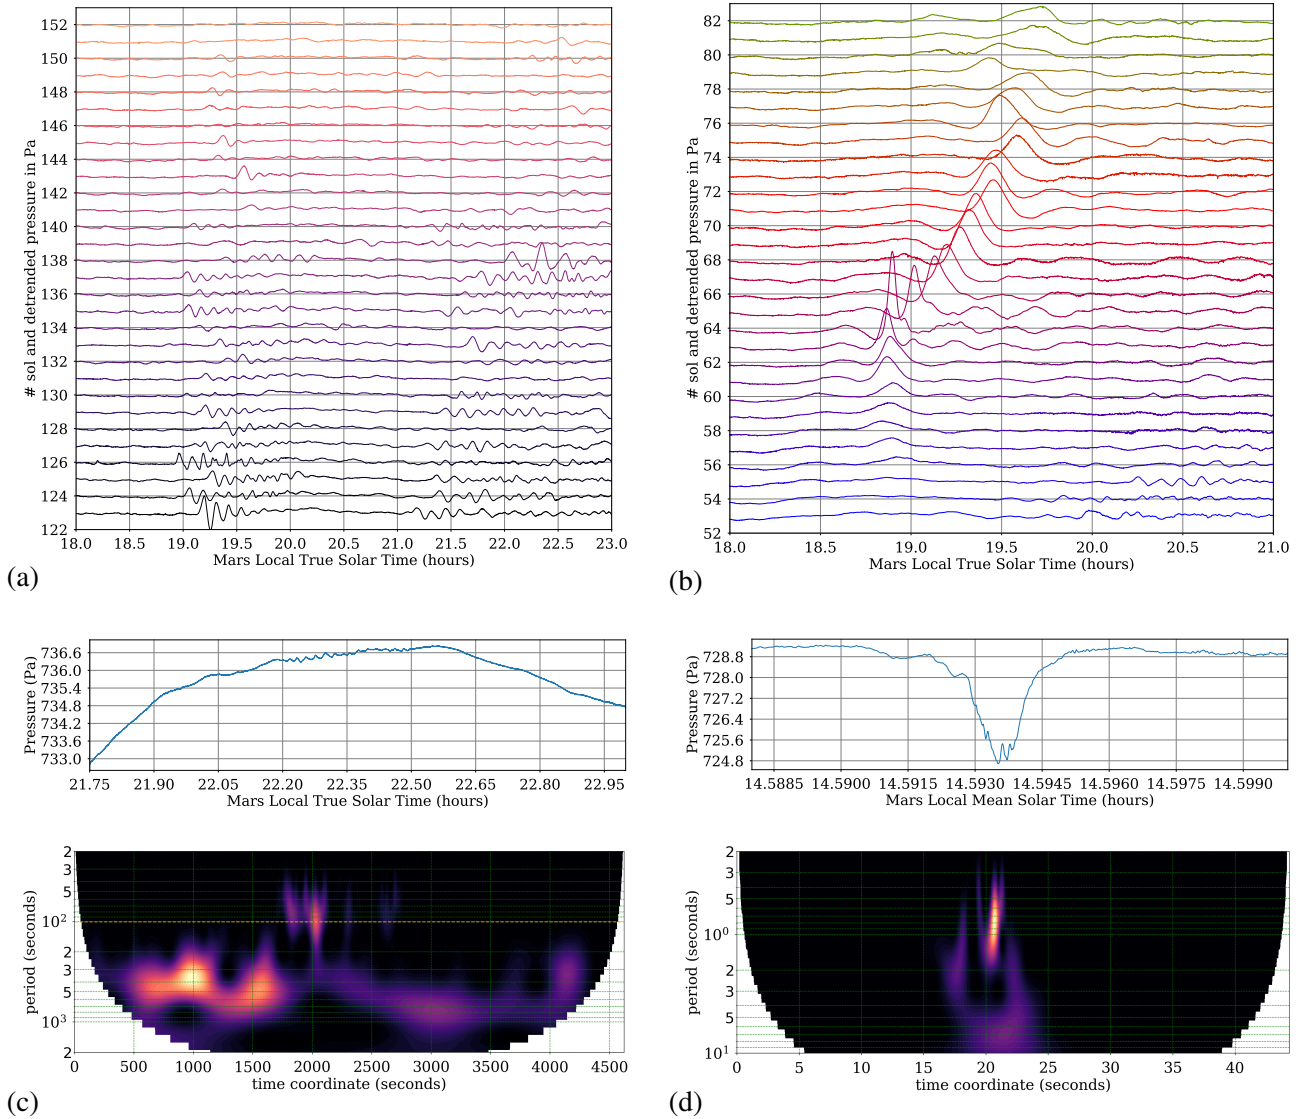 # sol and detrended pressure in Pa
152
150
148
146
144
142
140
138
136
134
132
130
128
126
124
122
18.0 18.5 19.0 19.5 20.0 20.5 21.0 21.5 22.0 22.5 23.0
Mars Local True Solar Time (hours)
(a)
# sol and detrended pressure in Pa
82
80
78
76
74
72
70
68
66
64
62
60
58
56
54
52
18.0 18.5 19.0 19.5 20.0 20.5 21.0
Mars Local True Solar Time (hours)
(b)
Pressure (Pa)
736.6
736.0
735.4
734.8
734.2
733.6
733.0
21.75 21.90 22.05 22.20 22.35 22.50 22.65 22.80 22.95
Mars Local True Solar Time (hours)
period (seconds)
2
3
5
10²
2
3
5
10³
2
0 500 1000 1500 2000 2500 3000 3500 4000 4500
time coordinate (seconds)
(c)
Pressure (Pa)
728.8
728.0
727.2
726.4
725.6
724.8
14.5885 14.5900 14.5915 14.5930 14.5945 14.5960 14.5975 14.5990
Mars Local Mean Solar Time (hours)
period (seconds)
2
3
5
10⁰
2
3
5
10¹
0 5 10 15 20 25 30 35 40
time coordinate (seconds)
(d)